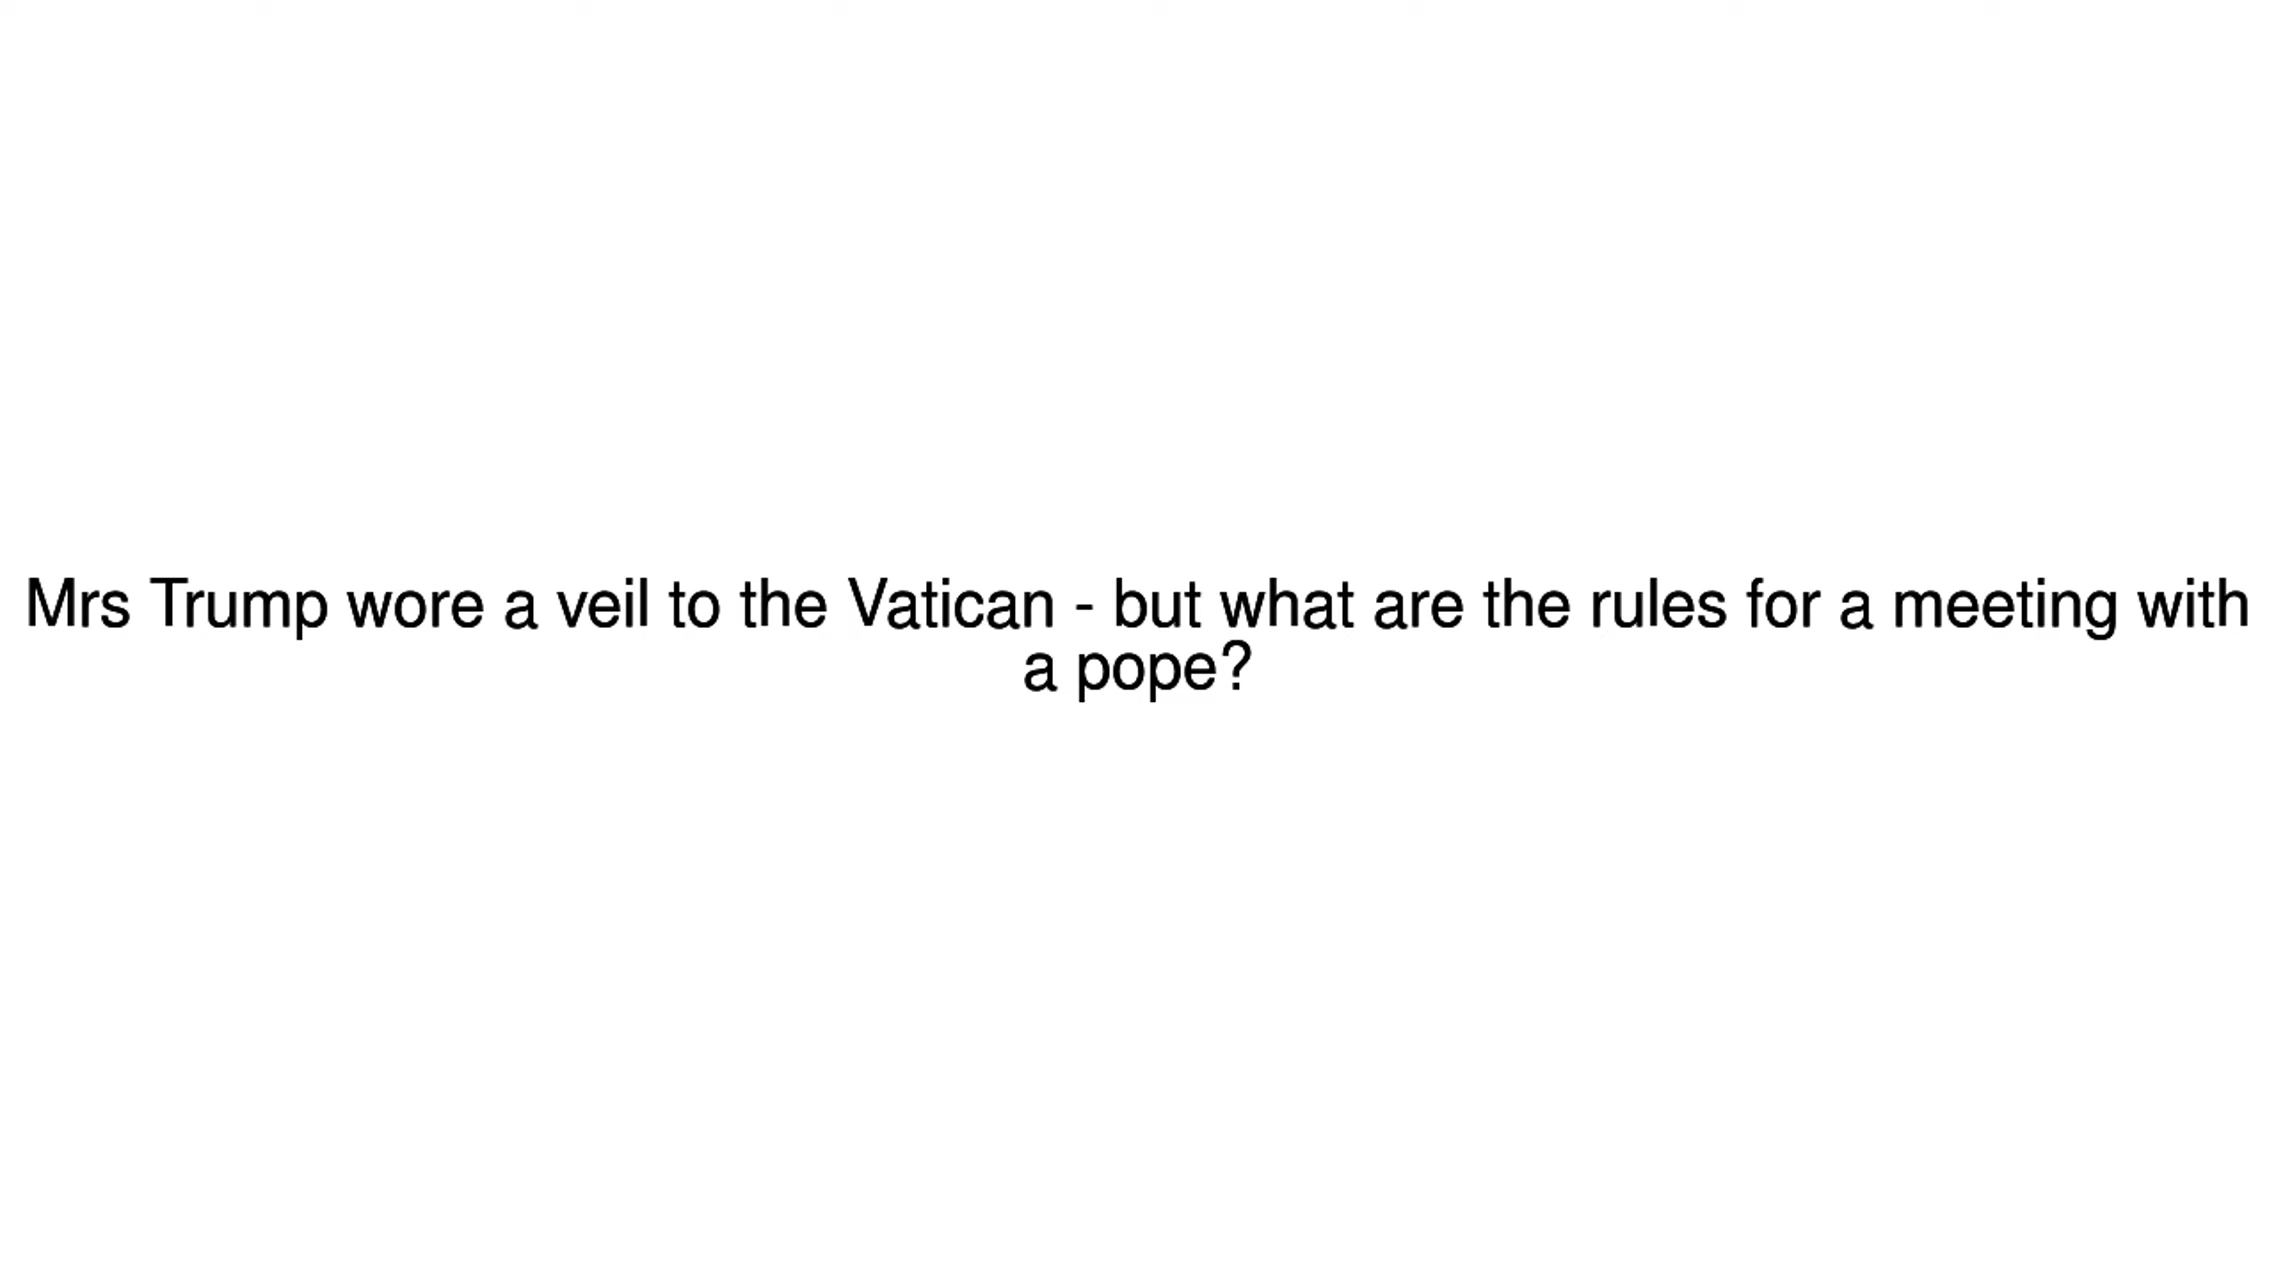 Mrs Trump wore a veil to the Vatican - but what are the rules for a meeting with
a pope?